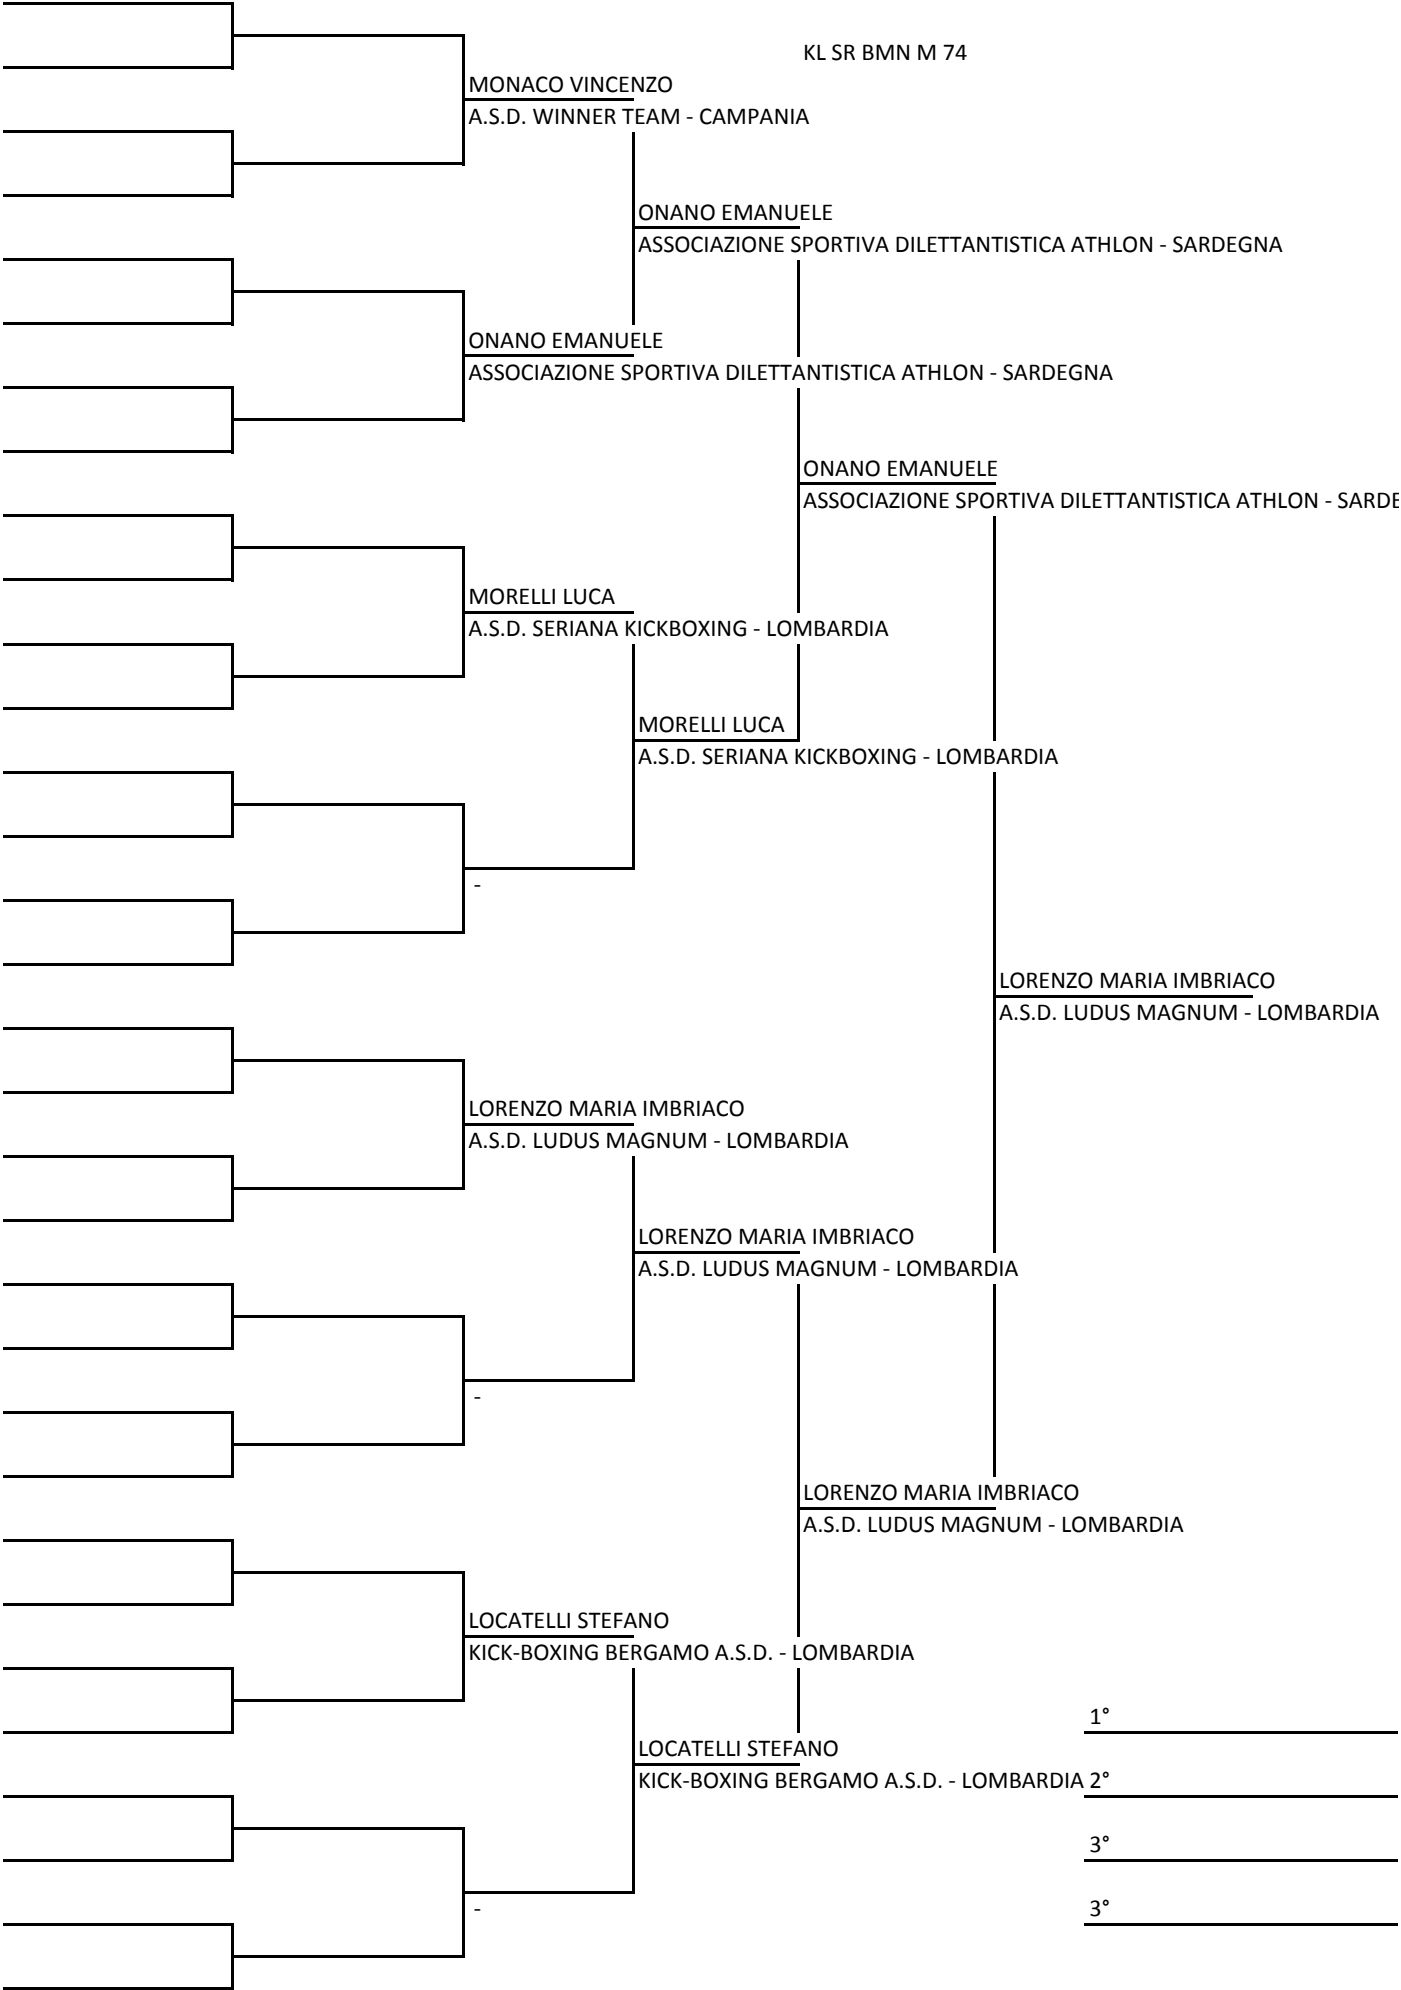 KL SR BMN M 74
MONACO VINCENZO
A.S.D. WINNER TEAM - CAMPANIA
ONANO EMANUELE
ASSOCIAZIONE SPORTIVA DILETTANTISTICA ATHLON - SARDEGNA
ONANO EMANUELE
ASSOCIAZIONE SPORTIVA DILETTANTISTICA ATHLON - SARDEGNA
ONANO EMANUELE
ASSOCIAZIONE SPORTIVA DILETTANTISTICA ATHLON - SARDE
MORELLI LUCA
A.S.D. SERIANA KICKBOXING - LOMBARDIA
MORELLI LUCA
A.S.D. SERIANA KICKBOXING - LOMBARDIA
-
LORENZO MARIA IMBRIACO
A.S.D. LUDUS MAGNUM - LOMBARDIA
LORENZO MARIA IMBRIACO
A.S.D. LUDUS MAGNUM - LOMBARDIA
LORENZO MARIA IMBRIACO
A.S.D. LUDUS MAGNUM - LOMBARDIA
-
LORENZO MARIA IMBRIACO
A.S.D. LUDUS MAGNUM - LOMBARDIA
LOCATELLI STEFANO
KICK-BOXING BERGAMO A.S.D. - LOMBARDIA
1°
LOCATELLI STEFANO
KICK-BOXING BERGAMO A.S.D. - LOMBARDIA 2°
3°
3°
-